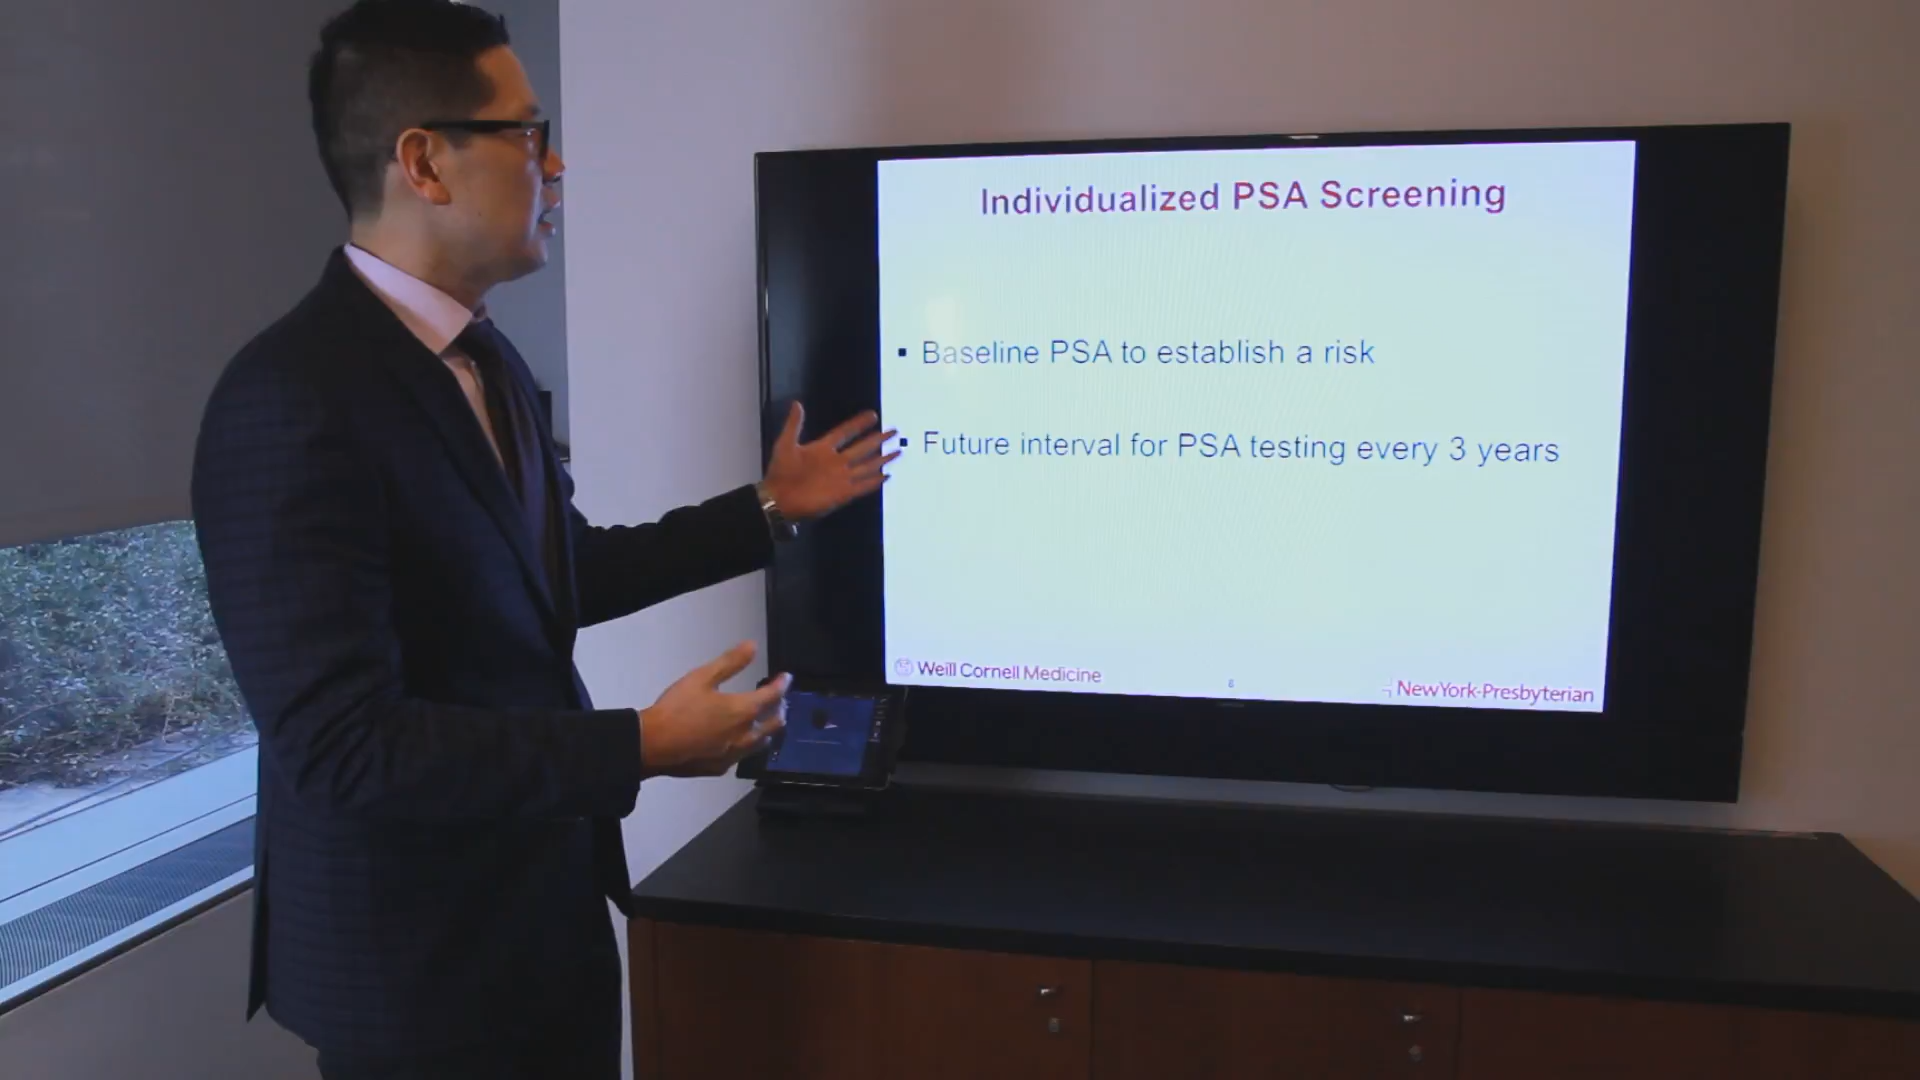 Individualized PSA Screening
▪ Baseline PSA to establish a risk
▪ Future interval for PSA testing every 3 years
Weill Cornell Medicine
NewYork-Presbyterian